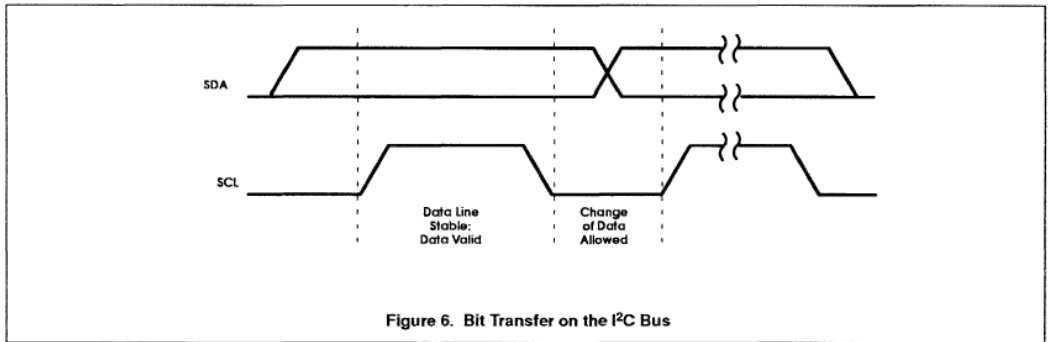 SDA
SCL
Data Line
Stable:
Data Valid
Change
of Data
Allowed
Figure 6. Bit Transfer on the I²C Bus